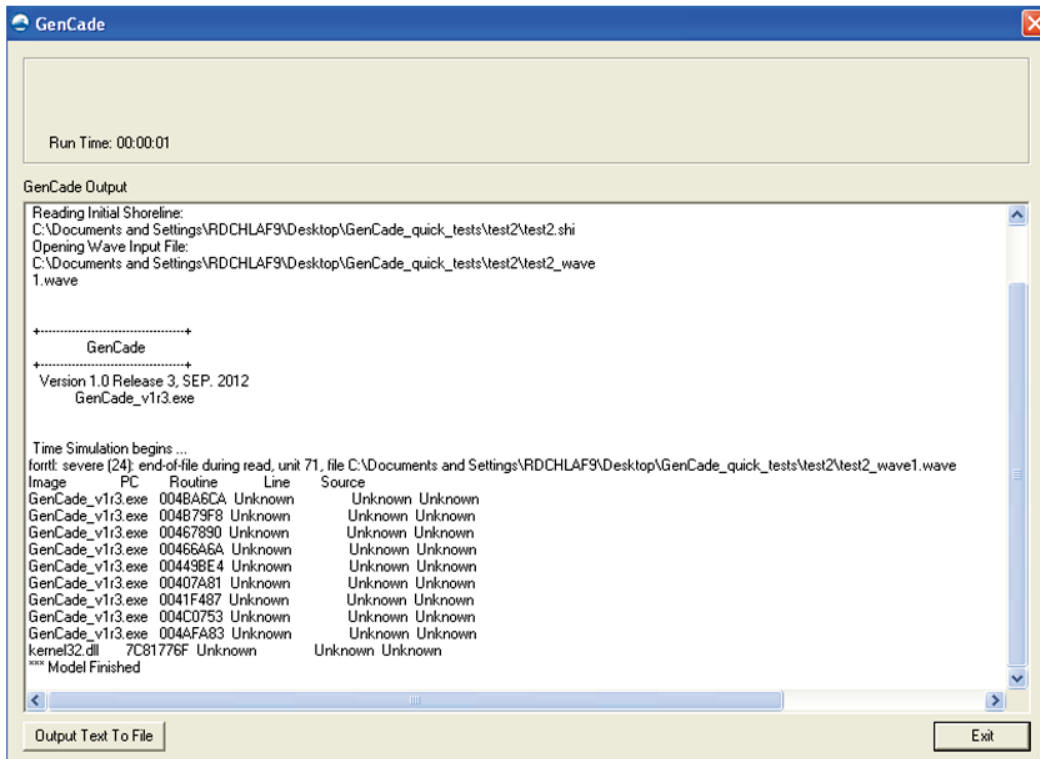 GenCade
Run Time: 00:00:01
GenCade Output
Reading Initial Shoreline:
C:\Documents and Settings\RDCHLAF9\Desktop\GenCade_quick_tests\test2\test2.shi
Opening Wave Input File:
C:\Documents and Settings\RDCHLAF9\Desktop\GenCade_quick_tests\test2\test2_wave
1.wave
+------------------------------------+
GenCade
+------------------------------------+
Version 1.0 Release 3, SEP. 2012
GenCade_v1r3.exe
Time Simulation begins ...
forrtl: severe (24): end-of-file during read, unit 71, file C:\Documents and Settings\RDCHLAF9\Desktop\GenCade_quick_tests\test2\test2_wave1.wave
Image PC Routine Line Source
GenCade_v1r3.exe 004BA6CA Unknown Unknown Unknown
GenCade_v1r3.exe 004B79F8 Unknown Unknown Unknown
GenCade_v1r3.exe 00467890 Unknown Unknown Unknown
GenCade_v1r3.exe 00466A6A Unknown Unknown Unknown
GenCade_v1r3.exe 00449BE4 Unknown Unknown Unknown
GenCade_v1r3.exe 00407A81 Unknown Unknown Unknown
GenCade_v1r3.exe 0041F487 Unknown Unknown Unknown
GenCade_v1r3.exe 004C0753 Unknown Unknown Unknown
GenCade_v1r3.exe 004AFA83 Unknown Unknown Unknown
kernel32.dll 7C81776F Unknown Unknown Unknown
*** Model Finished
Output Text To File
Exit